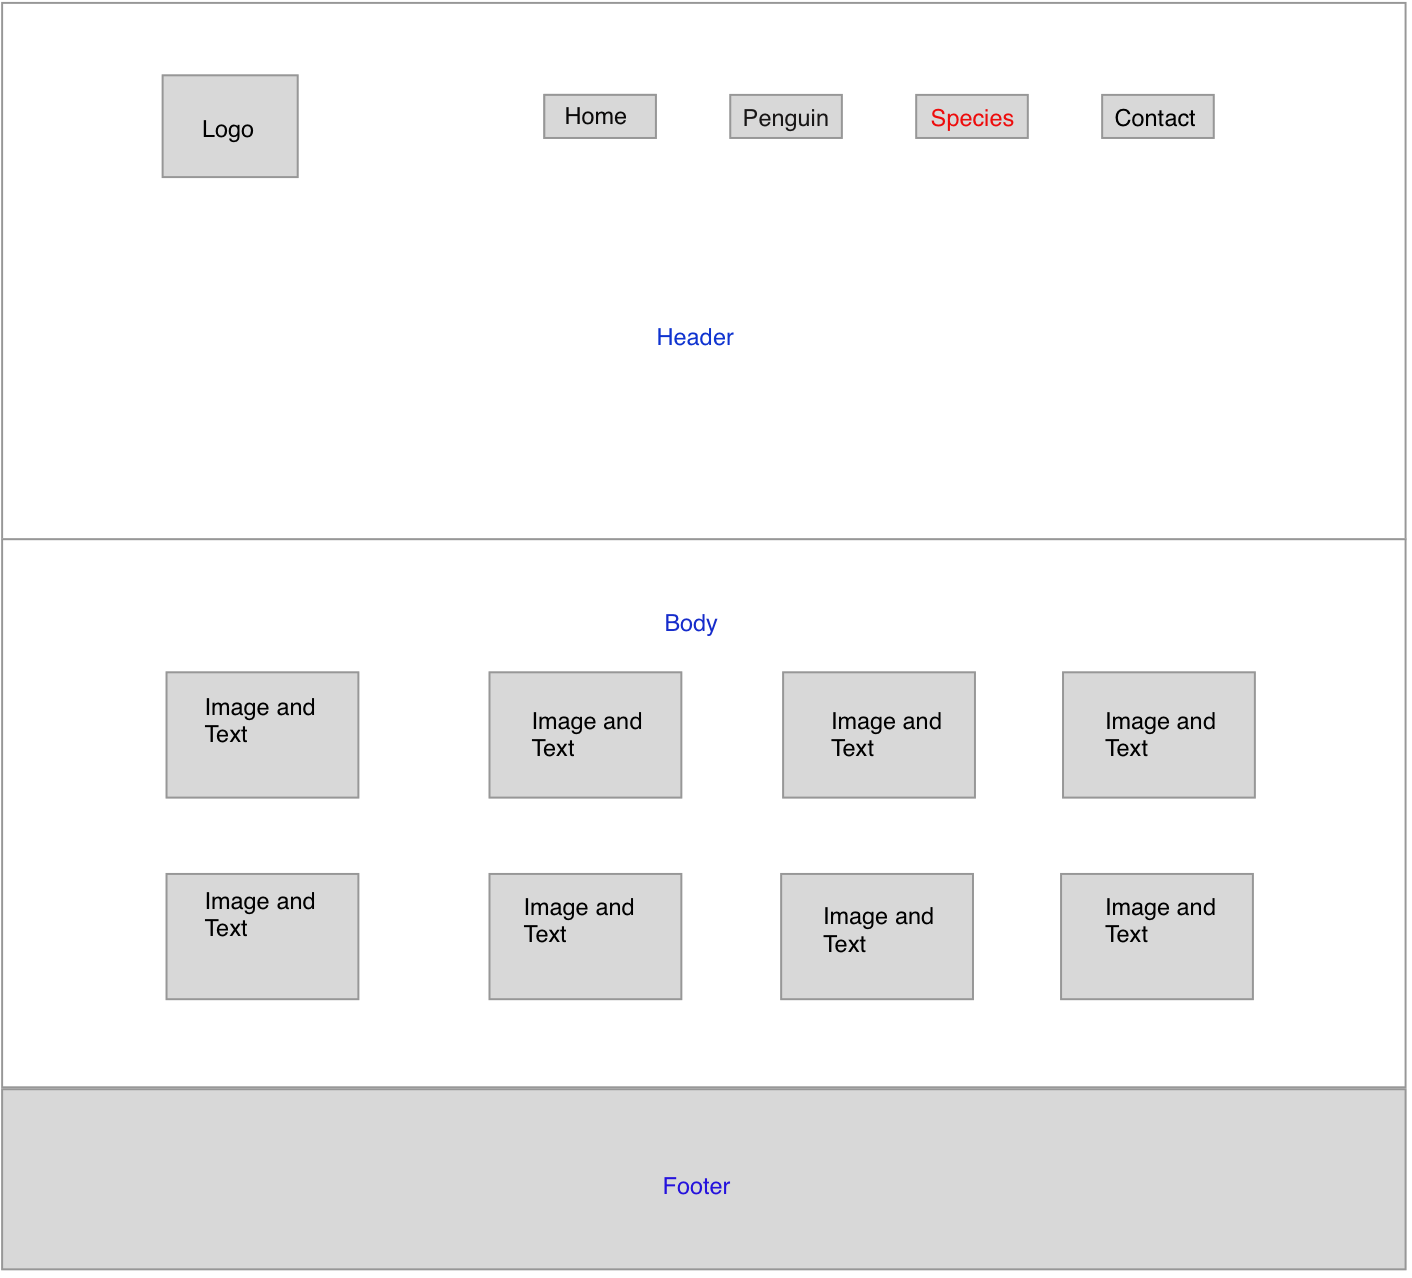 Logo
Home
Penguin
Species
Contact
Header
Body
Image and
Text
Image and
Text
Image and
Text
Image and
Text
Image and
Text
Image and
Text
Image and
Text
Image and
Text
Footer